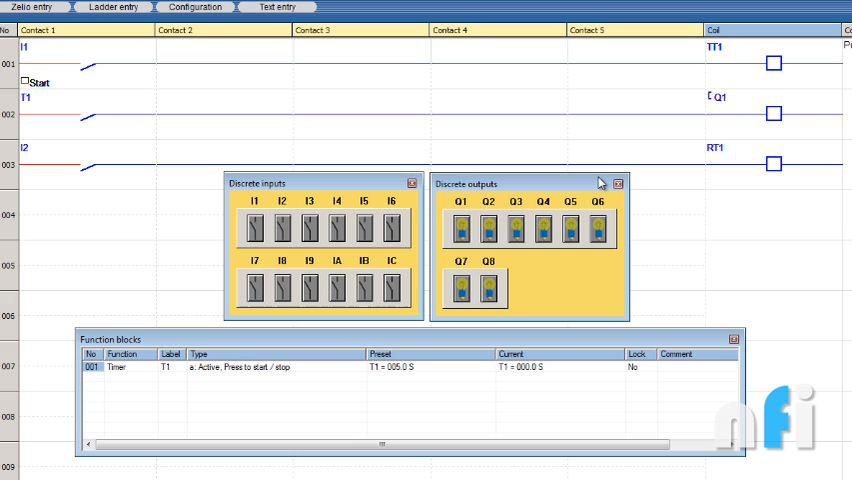 Zelio entry Ladder entry Configuration Text entry
No Contact 1 Contact 2 Contact 3 Contact 4 Contact 5 Coil
I1 TT1
001
Start
T1 [ Q1
002
I2 RT1
003
Discrete inputs Discrete outputs
I1 I2 I3 I4 I5 I6 Q1 Q2 Q3 Q4 Q5 Q6
004
I7 I8 I9 IA IB IC Q7 Q8
005
006
Function blocks
No Function Label Type Preset Current Lock Comment
007 001 Timer T1 a: Active, Press to start / stop T1 = 005.0 S T1 = 000.0 S No
008
nfi
009